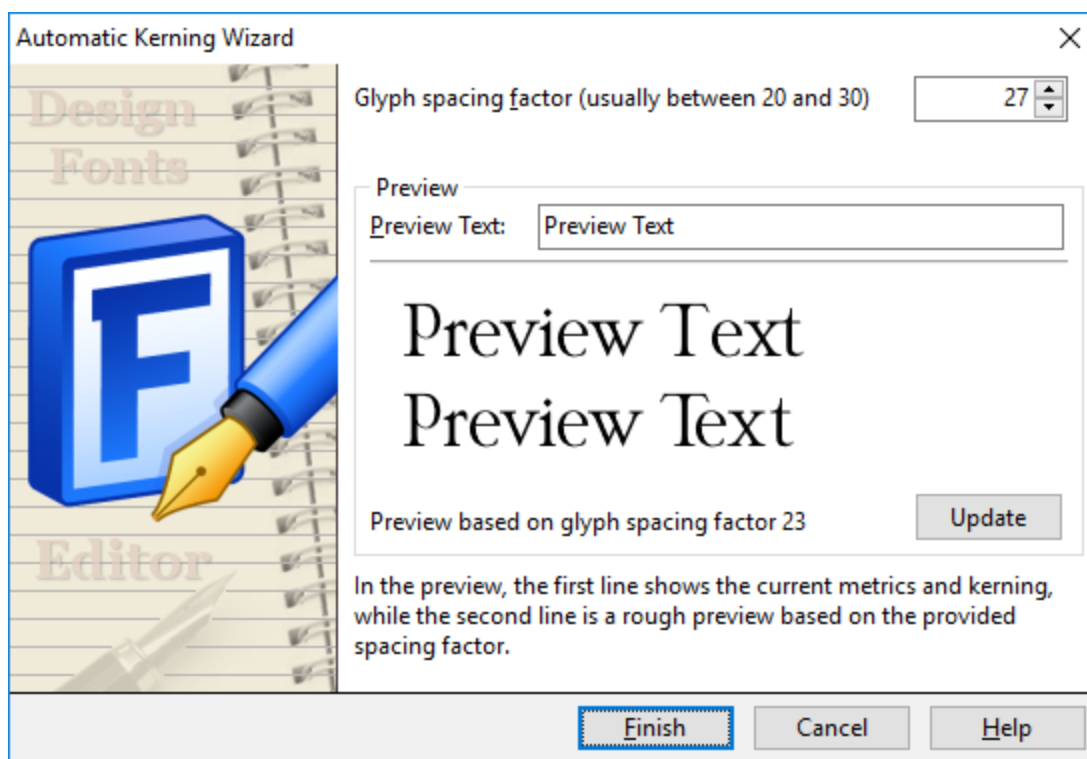 Automatic Kerning Wizard
Design
Fonts
F
Editor
Glyph spacing factor (usually between 20 and 30) 27
Preview
Preview Text: Preview Text
Preview Text
Preview Text
Preview based on glyph spacing factor 23 Update
In the preview, the first line shows the current metrics and kerning,
while the second line is a rough preview based on the provided
spacing factor.
Finish Cancel Help